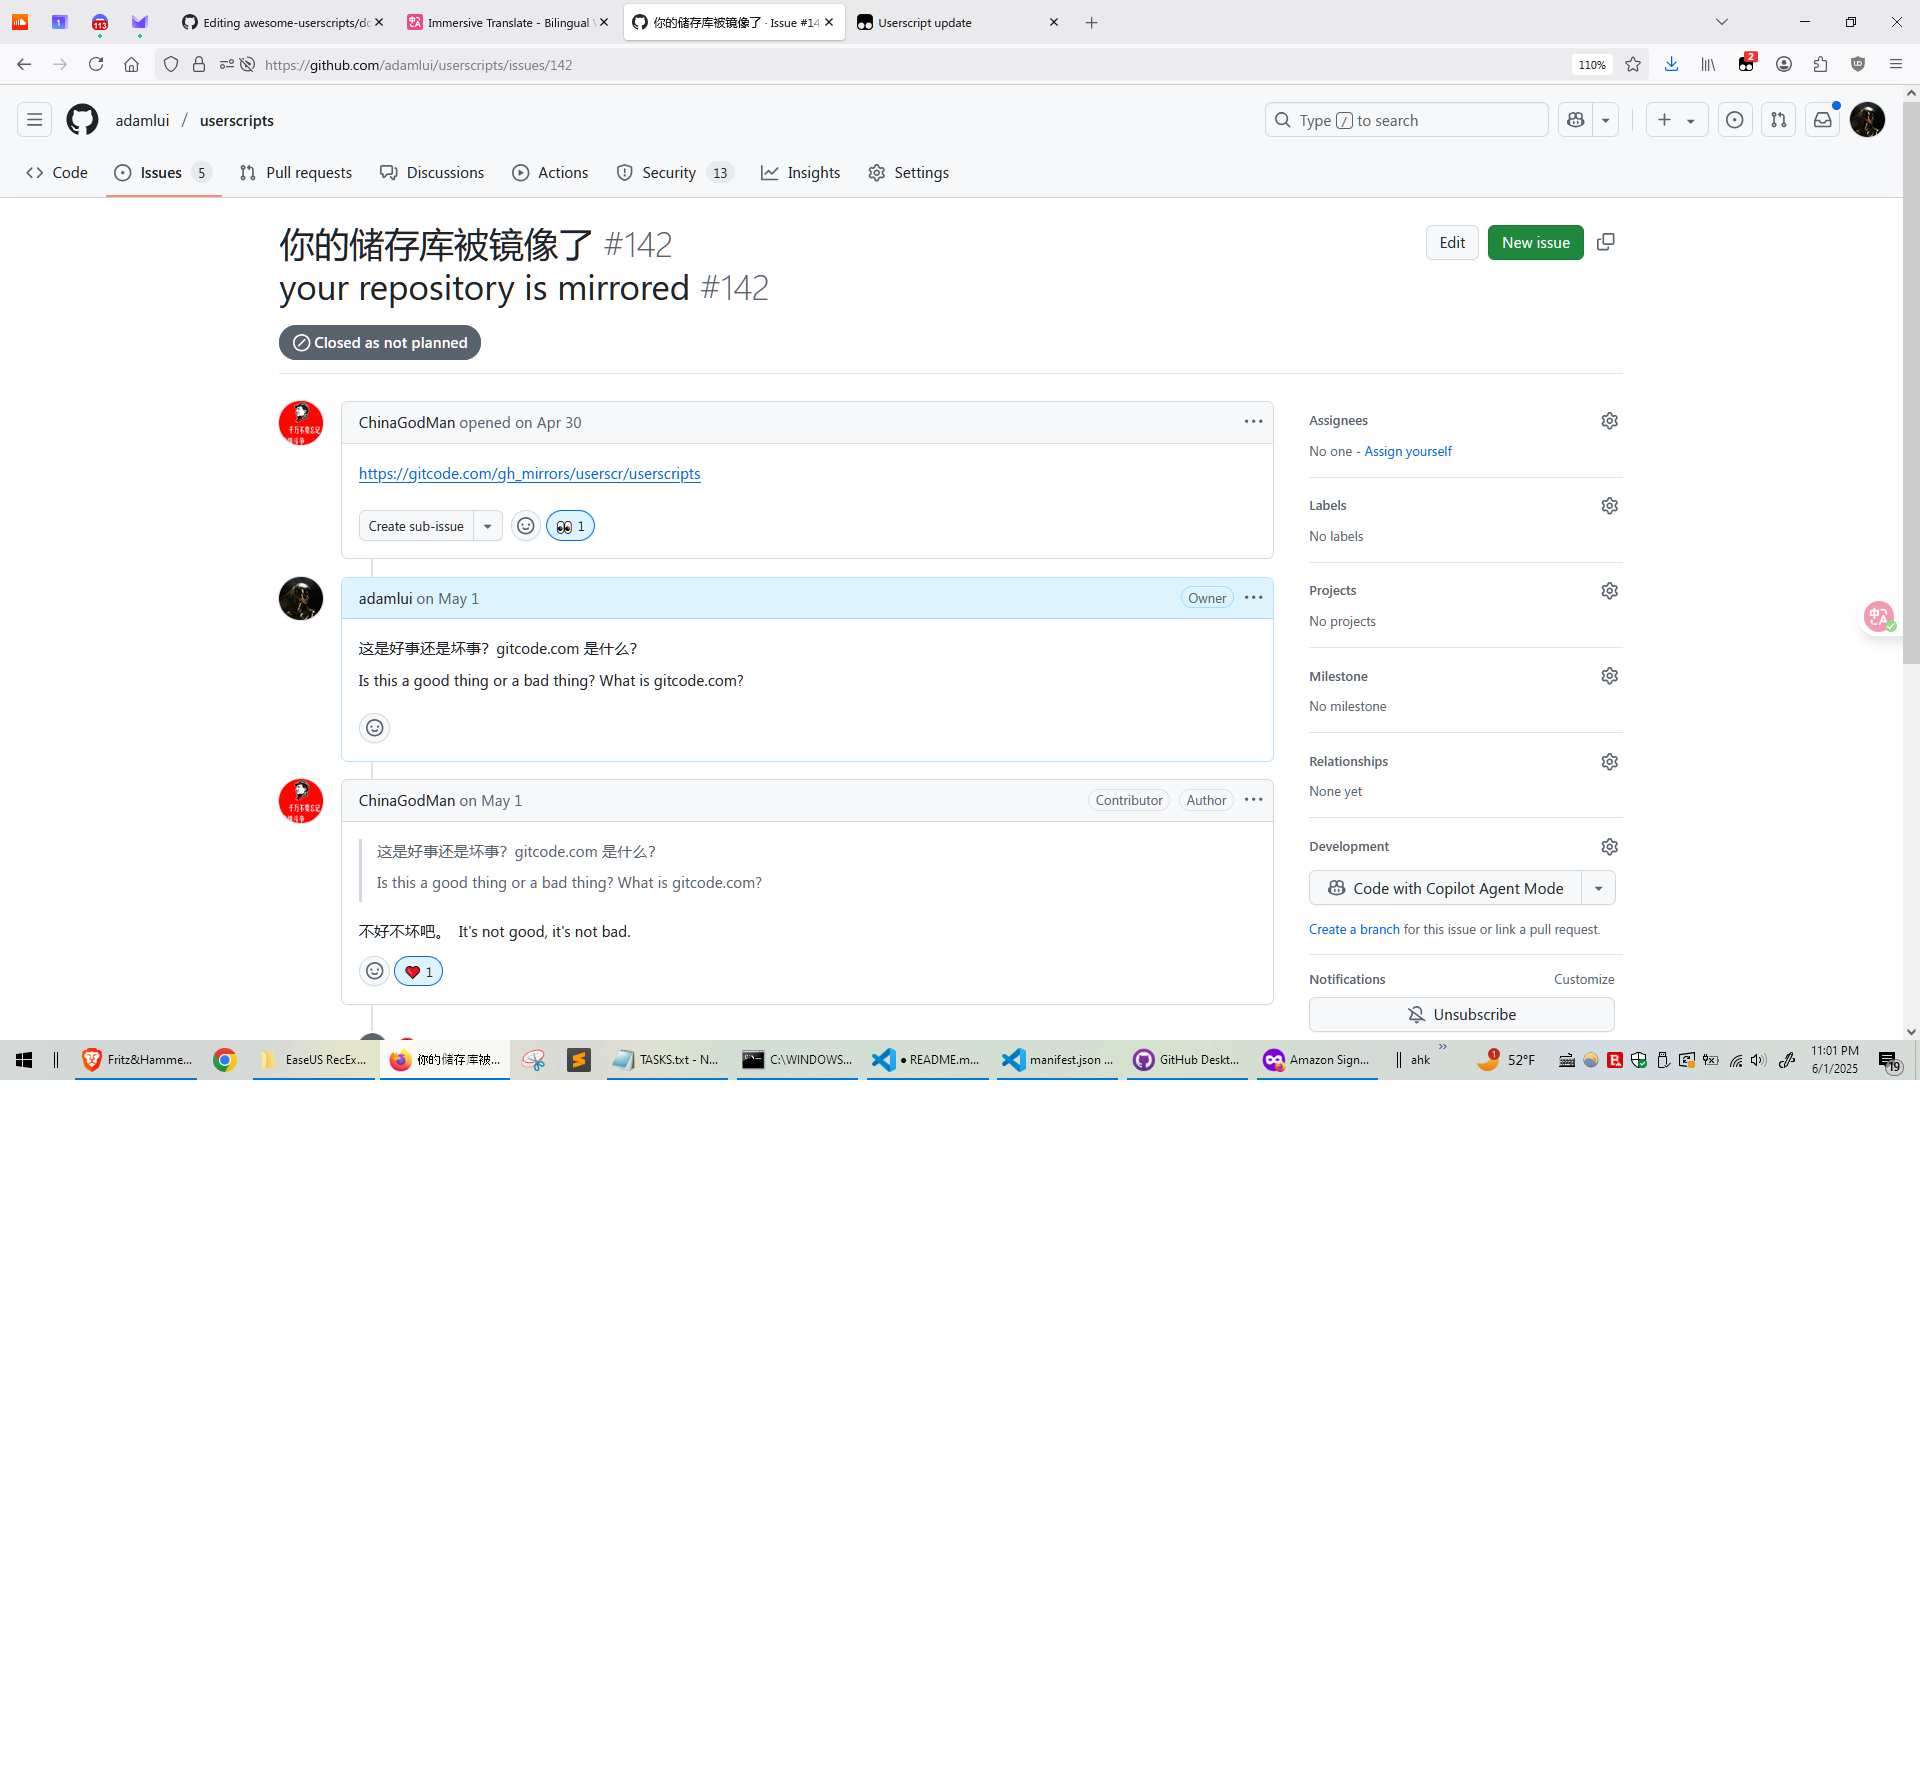 113
1
Editing awesome-userscripts/dc
Immersive Translate - Bilingual
你的储存库被镜像了 · Issue #14
Userscript update
https://github.com/adamlui/userscripts/issues/142
110%
2
adamlui / userscripts
Type / to search
Code
Issues 5
Pull requests
Discussions
Actions
Security 13
Insights
Settings
你的储存库被镜像了 #142
your repository is mirrored #142
Edit
New issue
Closed as not planned
ChinaGodMan opened on Apr 30
https://gitcode.com/gh_mirrors/userscr/userscripts
Create sub-issue
👀 1
adamlui on May 1
Owner
这是好事还是坏事？gitcode.com 是什么？
Is this a good thing or a bad thing? What is gitcode.com?
ChinaGodMan on May 1
Contributor
Author
这是好事还是坏事？gitcode.com 是什么？
Is this a good thing or a bad thing? What is gitcode.com?
不好不坏吧。 It's not good, it's not bad.
❤️ 1
Assignees
No one - Assign yourself
Labels
No labels
Projects
No projects
Milestone
No milestone
Relationships
None yet
Development
Code with Copilot Agent Mode
Create a branch for this issue or link a pull request.
Notifications
Customize
Unsubscribe
Fritz&Hamme...
EaseUS RecEx...
你的储存库被...
TASKS.txt - N...
C:\WINDOWS...
● README.m...
manifest.json ...
GitHub Deskt...
Amazon Sign...
ahk
1
52°F
11:01 PM
6/1/2025
19